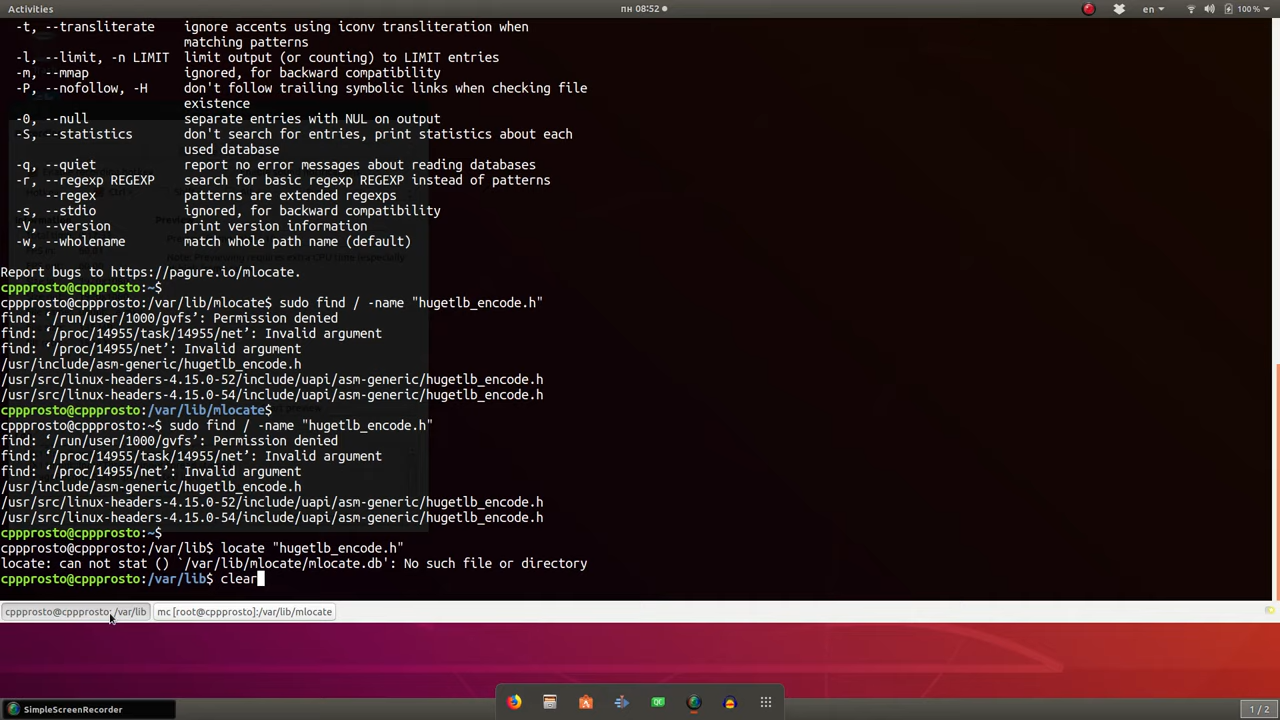 Activities
пн 08:52
en
100 %
-t, --transliterate ignore accents using iconv transliteration when
matching patterns
-l, --limit, -n LIMIT limit output (or counting) to LIMIT entries
-m, --mmap ignored, for backward compatibility
-P, --nofollow, -H don't follow trailing symbolic links when checking file
existence
-0, --null separate entries with NUL on output
-S, --statistics don't search for entries, print statistics about each
used database
-q, --quiet report no error messages about reading databases
-r, --regexp REGEXP search for basic regexp REGEXP instead of patterns
--regex patterns are extended regexps
-s, --stdio ignored, for backward compatibility
-V, --version print version information
-w, --wholename match whole path name (default)
Report bugs to https://pagure.io/mlocate.
cppprosto@cppprosto:~$
cppprosto@cppprosto:/var/lib/mlocate$ sudo find / -name "hugetlb_encode.h"
find: ‘/run/user/1000/gvfs’: Permission denied
find: ‘/proc/14955/task/14955/net’: Invalid argument
find: ‘/proc/14955/net’: Invalid argument
/usr/include/asm-generic/hugetlb_encode.h
/usr/src/linux-headers-4.15.0-52/include/uapi/asm-generic/hugetlb_encode.h
/usr/src/linux-headers-4.15.0-54/include/uapi/asm-generic/hugetlb_encode.h
cppprosto@cppprosto:/var/lib/mlocate$
cppprosto@cppprosto:~$ sudo find / -name "hugetlb_encode.h"
find: ‘/run/user/1000/gvfs’: Permission denied
find: ‘/proc/14955/task/14955/net’: Invalid argument
find: ‘/proc/14955/net’: Invalid argument
/usr/include/asm-generic/hugetlb_encode.h
/usr/src/linux-headers-4.15.0-52/include/uapi/asm-generic/hugetlb_encode.h
/usr/src/linux-headers-4.15.0-54/include/uapi/asm-generic/hugetlb_encode.h
cppprosto@cppprosto:~$
cppprosto@cppprosto:/var/lib$ locate "hugetlb_encode.h"
locate: can not stat () `/var/lib/mlocate/mlocate.db': No such file or directory
cppprosto@cppprosto:/var/lib$ clear
cppprosto@cppprosto:/var/lib
mc [root@cppprosto]:/var/lib/mlocate
SimpleScreenRecorder
1 / 2